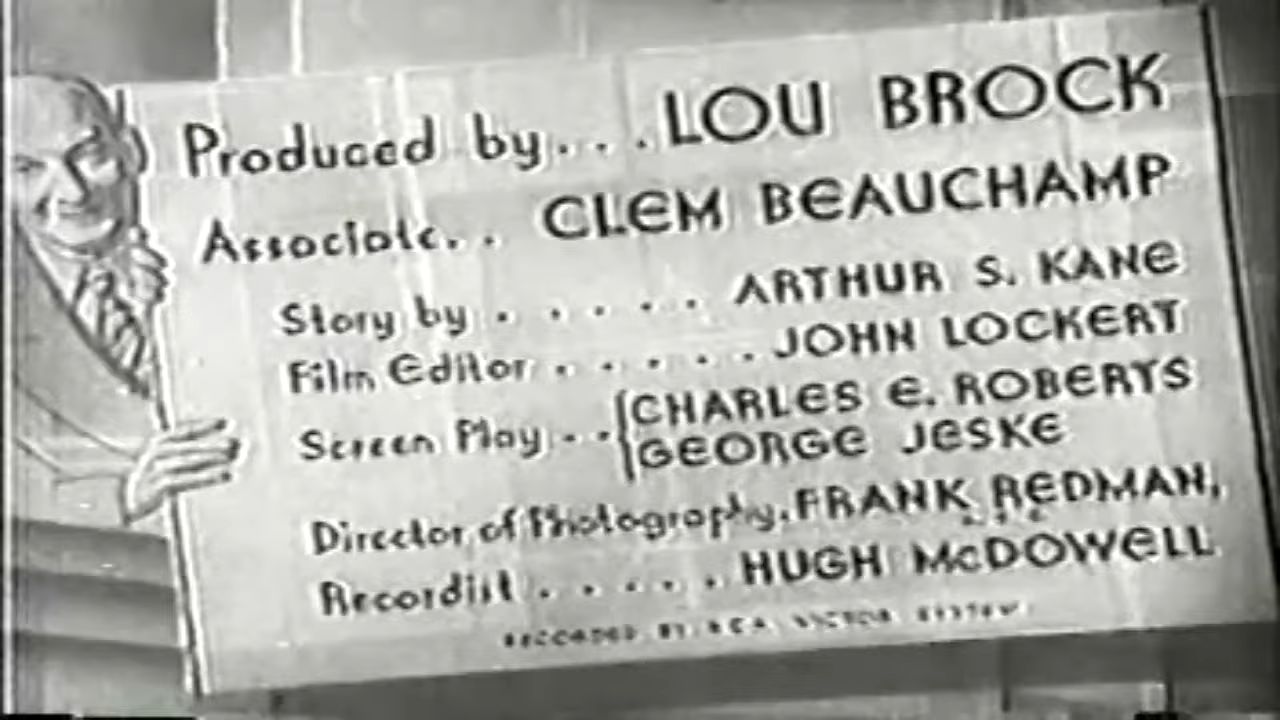 Produced by... LOU BROCK
Associate.. CLEM BEAUCHAMP
Story by ..... ARTHUR S. KANE
Film Editor ..... JOHN LOCKERT
Screen Play .. CHARLES E. ROBERTS
GEORGE JESKE
Director of Photography. FRANK REDMAN,
A.S.C.
Recordist ..... HUGH McDOWELL
RECORDED BY RCA VICTOR SYSTEM